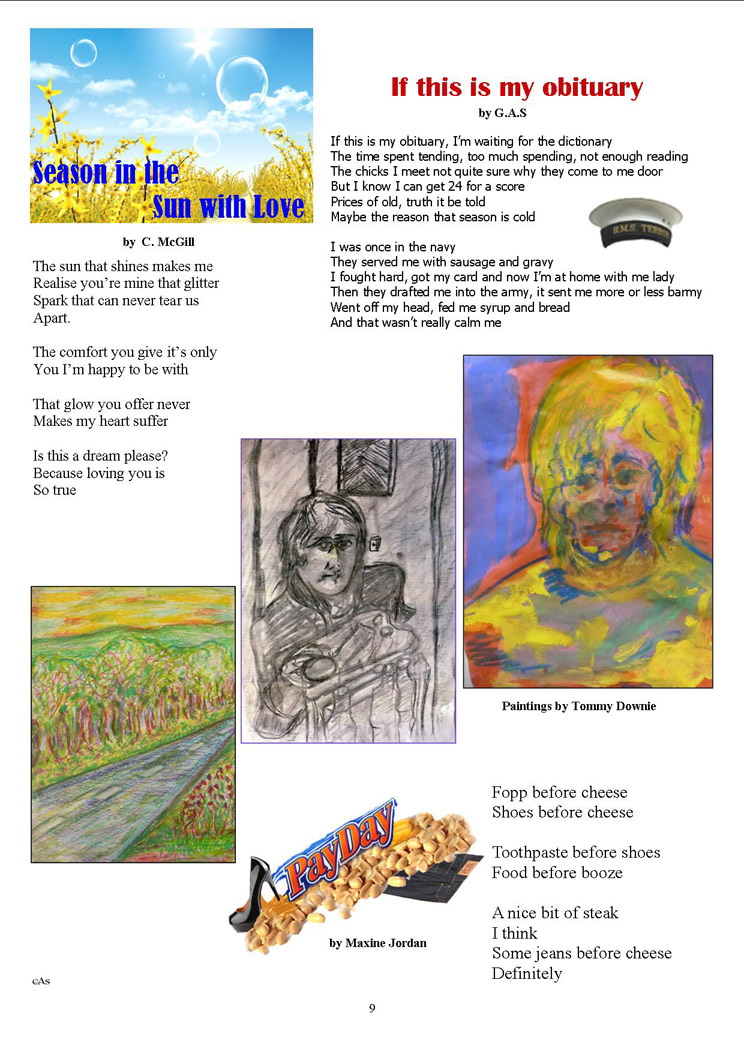 Season in the
Sun with Love
by C. McGill
The sun that shines makes me
Realise you're mine that glitter
Spark that can never tear us
Apart.
The comfort you give it's only
You I'm happy to be with
That glow you offer never
Makes my heart suffer
Is this a dream please?
Because loving you is
So true
If this is my obituary
by G.A.S
If this is my obituary, I'm waiting for the dictionary
The time spent tending, too much spending, not enough reading
The chicks I meet not quite sure why they come to me door
But I know I can get 24 for a score
Prices of old, truth it be told
Maybe the reason that season is cold
I was once in the navy
They served me with sausage and gravy
I fought hard, got my card and now I'm at home with me lady
Then they drafted me into the army, it sent me more or less barmy
Went off my head, fed me syrup and bread
And that wasn't really calm me
H.M.S. TERROR
Paintings by Tommy Downie
PayDay
by Maxine Jordan
Fopp before cheese
Shoes before cheese
Toothpaste before shoes
Food before booze
A nice bit of steak
I think
Some jeans before cheese
Definitely
cAs
9